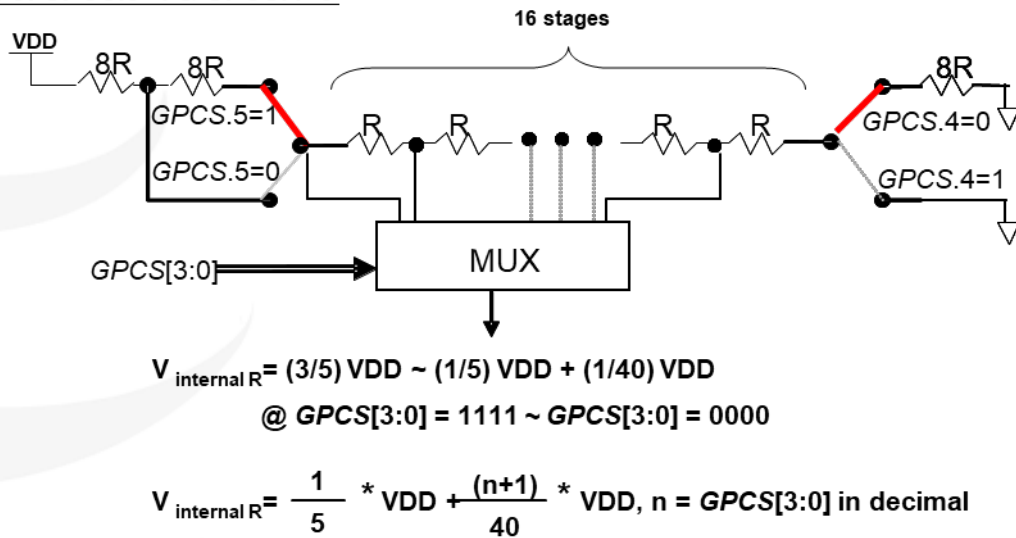 16 stages
VDD
8R
8R
8R
GPCS.5=1
R
R
R
R
GPCS.4=0
GPCS.5=0
GPCS.4=1
GPCS[3:0]
MUX
V internal R= (3/5) VDD ~ (1/5) VDD + (1/40) VDD
@ GPCS[3:0] = 1111 ~ GPCS[3:0] = 0000
V internal R= 1/5 * VDD + (n+1)/40 * VDD, n = GPCS[3:0] in decimal